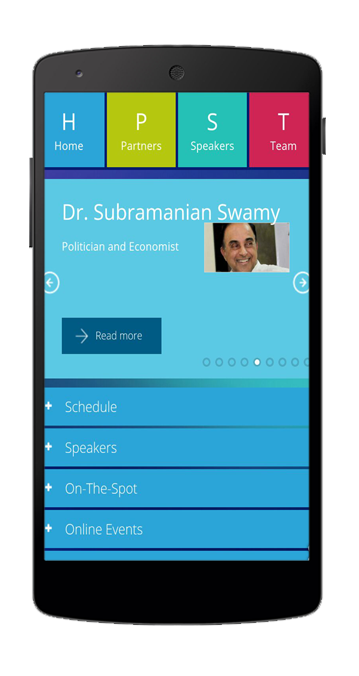 H P S T
Home Partners Speakers Team
Dr. Subramanian Swamy
Politician and Economist
Read more
Schedule
Speakers
On-The-Spot
Online Events